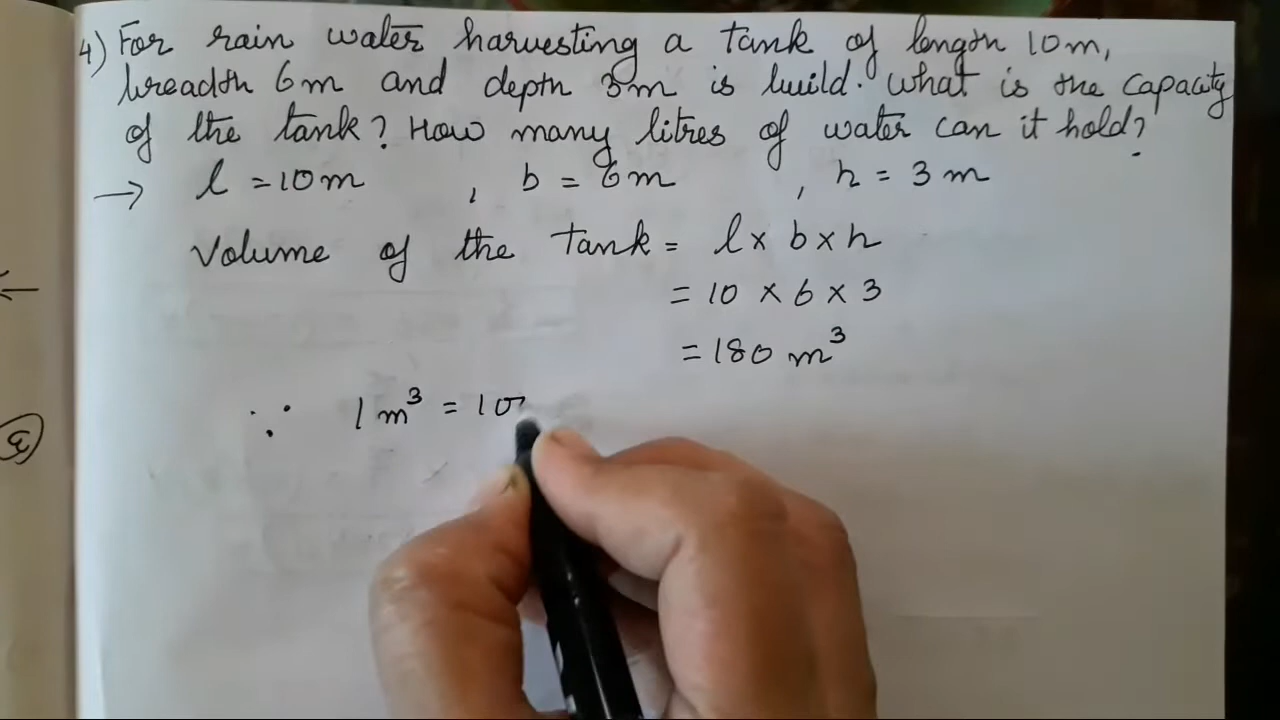 4) For rain water harvesting a tank of length 10m,
breadth 6m and depth 3m is build. What is the capacity
of the tank? How many litres of water can it hold?
→ l = 10m , b = 6m , h = 3 m
Volume of the tank = l × b × h
= 10 × 6 × 3
= 180 m³
∵ 1 m³ = 10